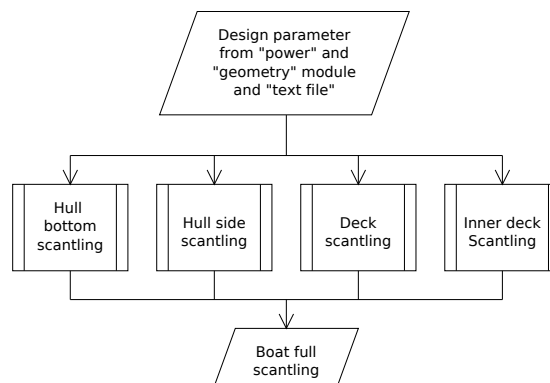 Design parameter
from "power" and
"geometry" module
and "text file"
Hull
bottom
scantling
Hull side
scantling
Deck
scantling
Inner deck
Scantling
Boat full
scantling